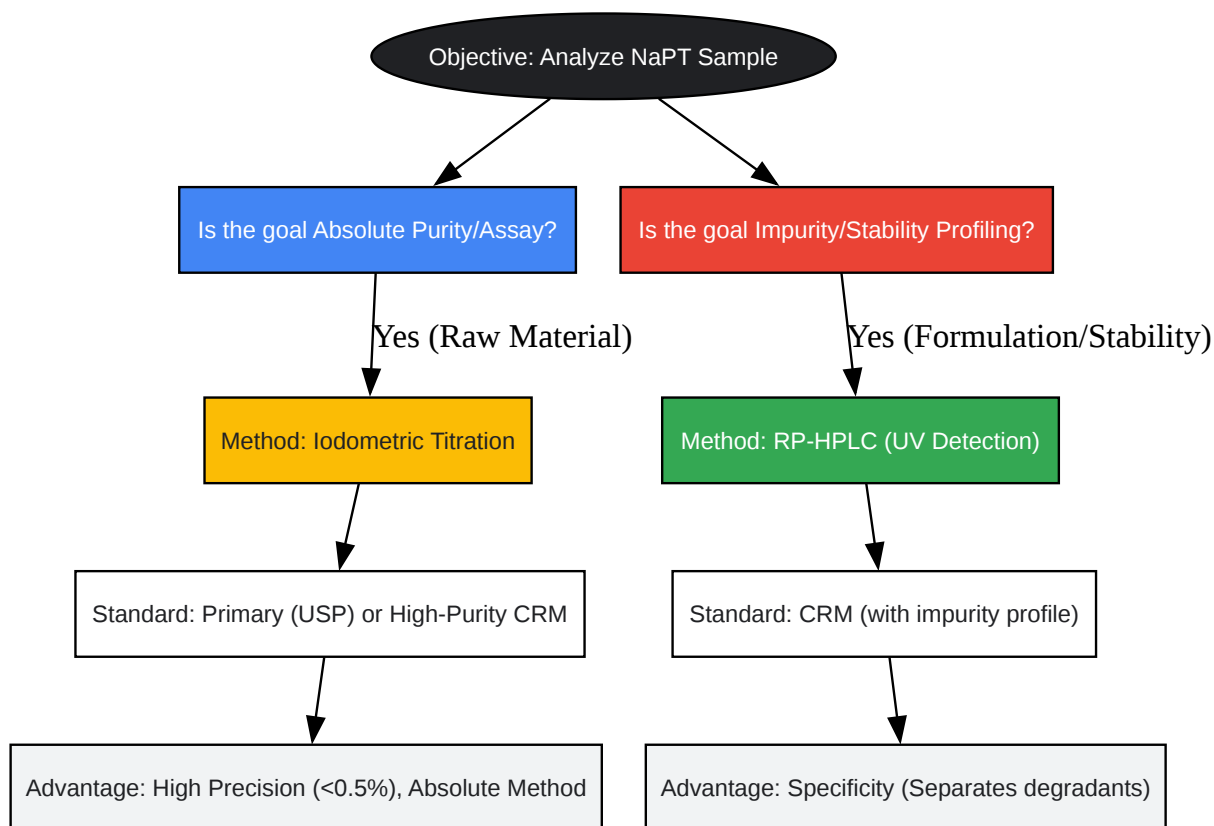 Objective: Analyze NaPT Sample
Is the goal Absolute Purity/Assay?
Is the goal Impurity/Stability Profiling?
Yes (Raw Material)
Yes (Formulation/Stability)
Method: Iodometric Titration
Method: RP-HPLC (UV Detection)
Standard: Primary (USP) or High-Purity CRM
Standard: CRM (with impurity profile)
Advantage: High Precision (<0.5%), Absolute Method
Advantage: Specificity (Separates degradants)